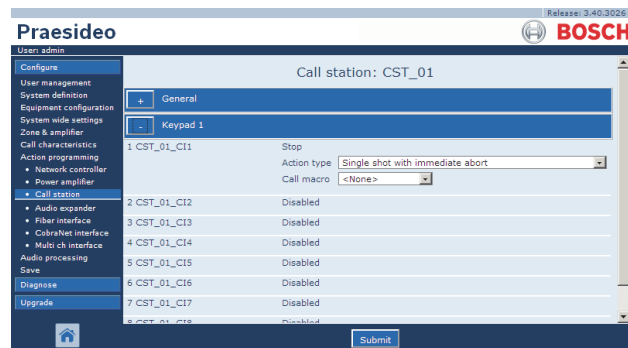 Release: 3.40.3026
Praesideo
BOSCH
User: admin
Configure
User management
System definition
Equipment configuration
System wide settings
Zone & amplifier
Call characteristics
Action programming
• Network controller
• Power amplifier
• Call station
• Audio expander
• Fiber interface
• CobraNet interface
• Multi ch interface
Audio processing
Save
Diagnose
Upgrade
Call station: CST_01
+ General
- Keypad 1
1 CST_01_CI1 Stop
Action type Single shot with immediate abort
Call macro <None>
2 CST_01_CI2 Disabled
3 CST_01_CI3 Disabled
4 CST_01_CI4 Disabled
5 CST_01_CI5 Disabled
6 CST_01_CI6 Disabled
7 CST_01_CI7 Disabled
8 CST_01_CI8 Disabled
Submit